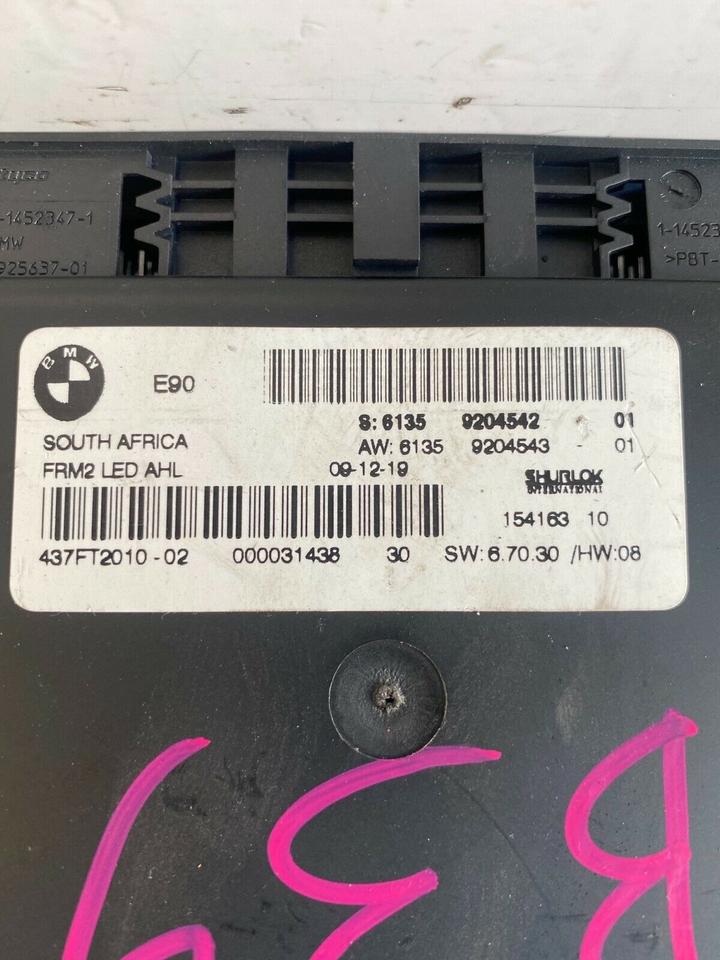 Tyco
-1452347-1
MW
925637-01
1-14523
>PBT-
BMW
E90
S: 6135 9204542 01
SOUTH AFRICA
AW: 6135 9204543 - 01
FRM2 LED AHL 09-12-19
SHURLOK
INTERNATIONAL
154163 10
437FT2010-02 000031438 30 SW: 6.70.30 /HW:08
B39